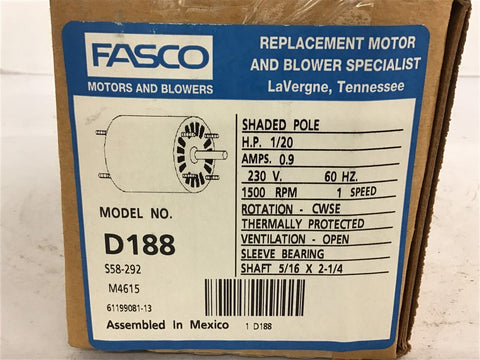 FASCO
MOTORS AND BLOWERS
REPLACEMENT MOTOR
AND BLOWER SPECIALIST
LaVergne, Tennessee
MODEL NO.
D188
S58-292
M4615
61199081-13
Assembled In Mexico
SHADED POLE
H.P. 1/20
AMPS. 0.9
230 V. 60 HZ.
1500 RPM 1 SPEED
ROTATION - CWSE
THERMALLY PROTECTED
VENTILATION - OPEN
SLEEVE BEARING
SHAFT 5/16 X 2-1/4
1 D188